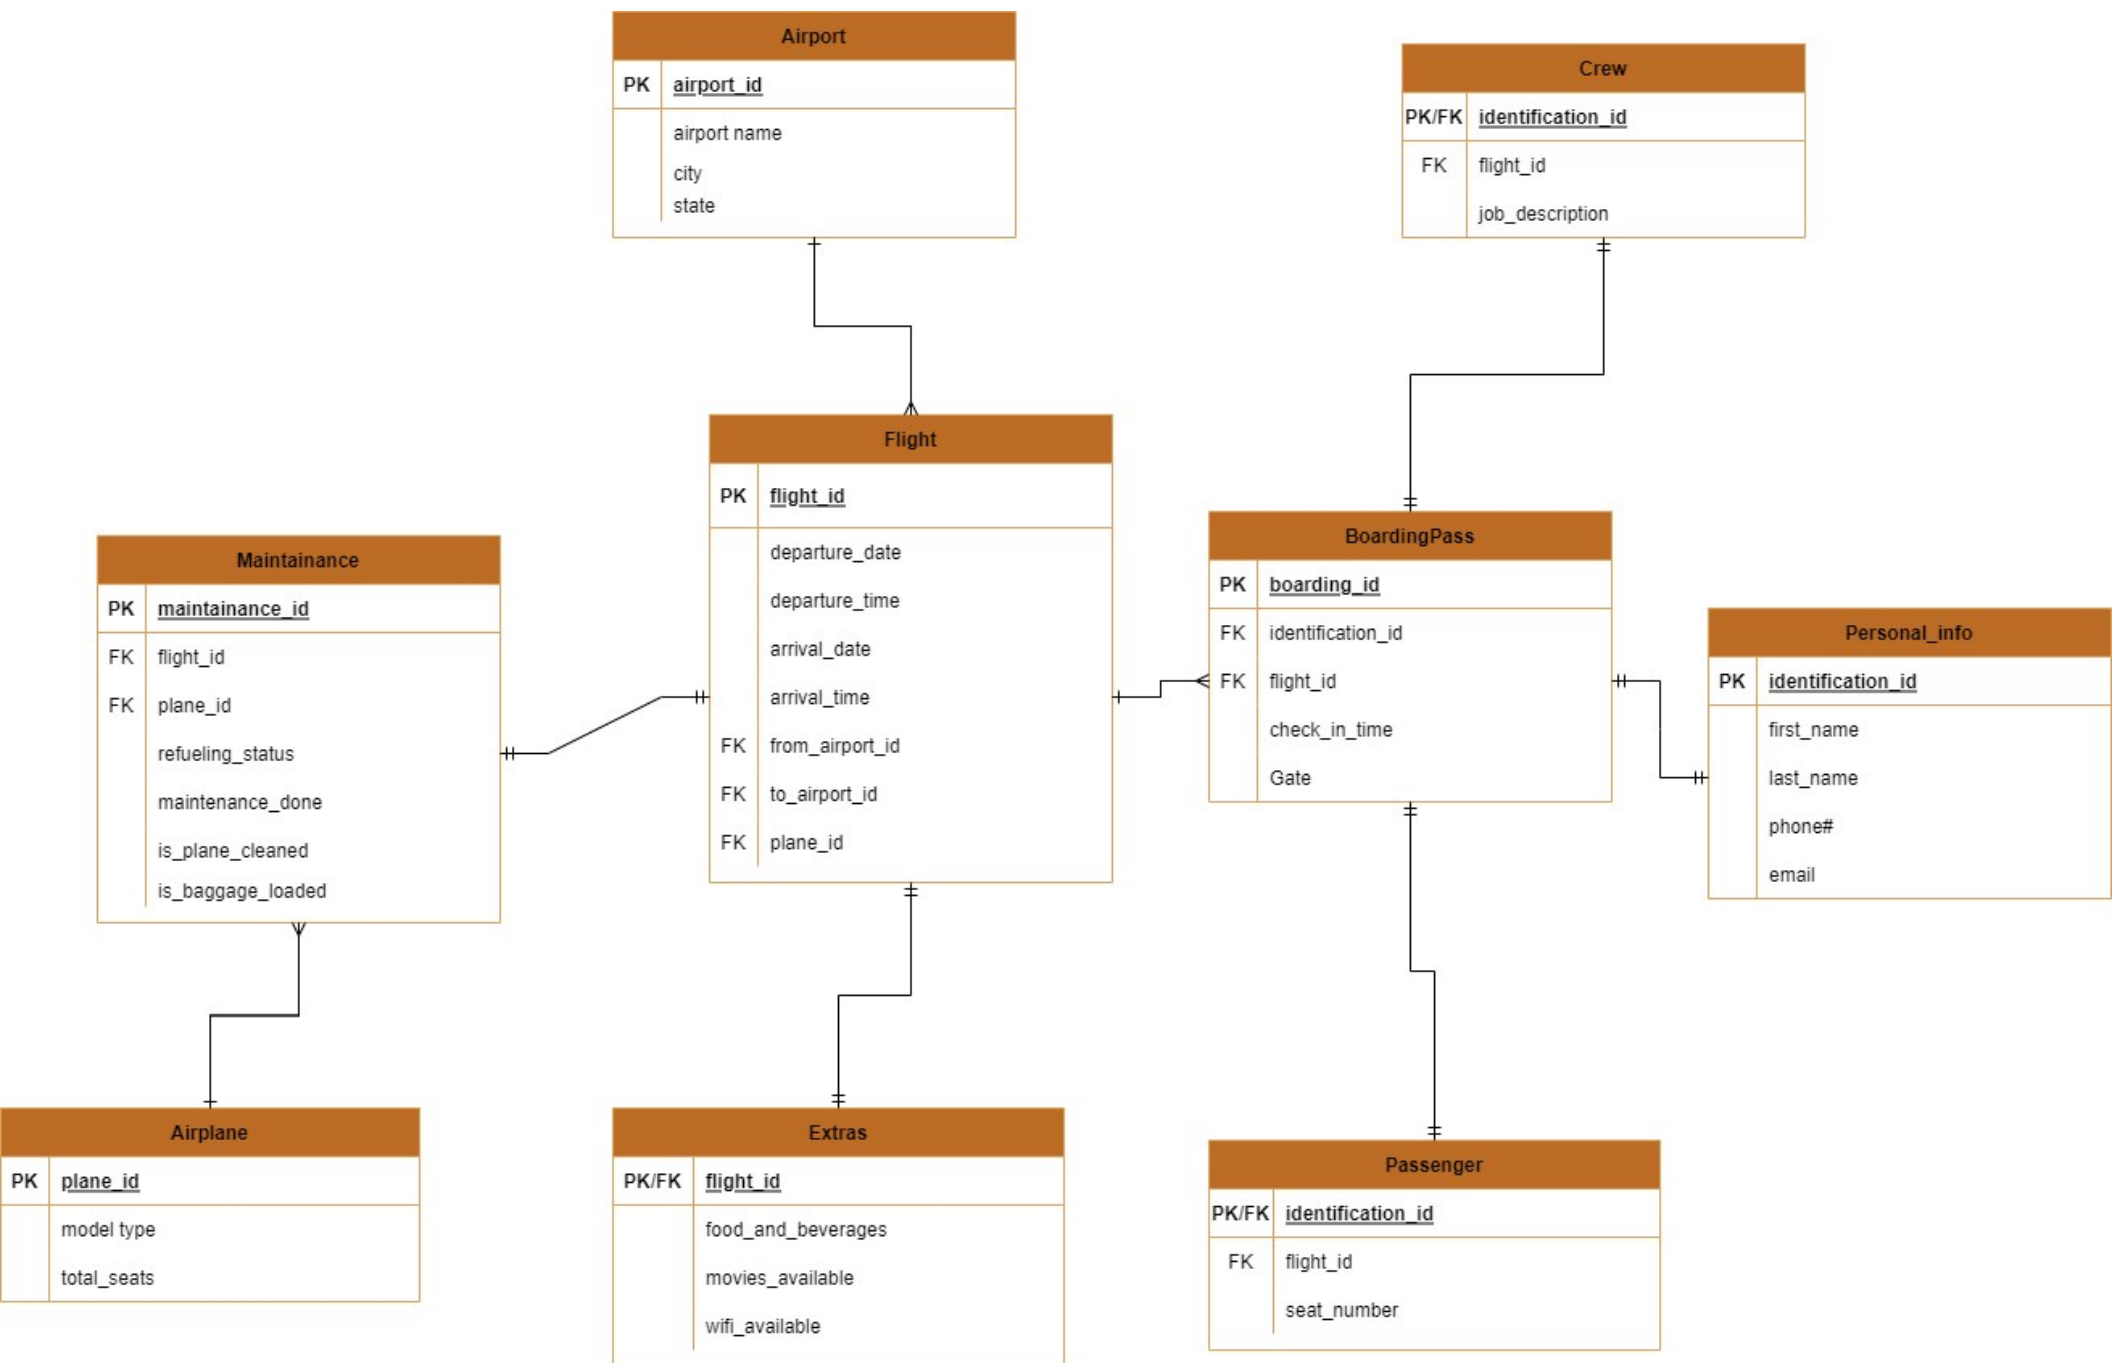 Airport
PK airport_id
airport name
city
state
Crew
PK/FK identification_id
FK flight_id
job_description
Flight
PK flight_id
departure_date
departure_time
arrival_date
arrival_time
FK from_airport_id
FK to_airport_id
FK plane_id
Maintainance
PK maintainance_id
FK flight_id
FK plane_id
refueling_status
maintenance_done
is_plane_cleaned
is_baggage_loaded
BoardingPass
PK boarding_id
FK identification_id
FK flight_id
check_in_time
Gate
Personal_info
PK identification_id
first_name
last_name
phone#
email
Airplane
PK plane_id
model type
total_seats
Extras
PK/FK flight_id
food_and_beverages
movies_available
wifi_available
Passenger
PK/FK identification_id
FK flight_id
seat_number